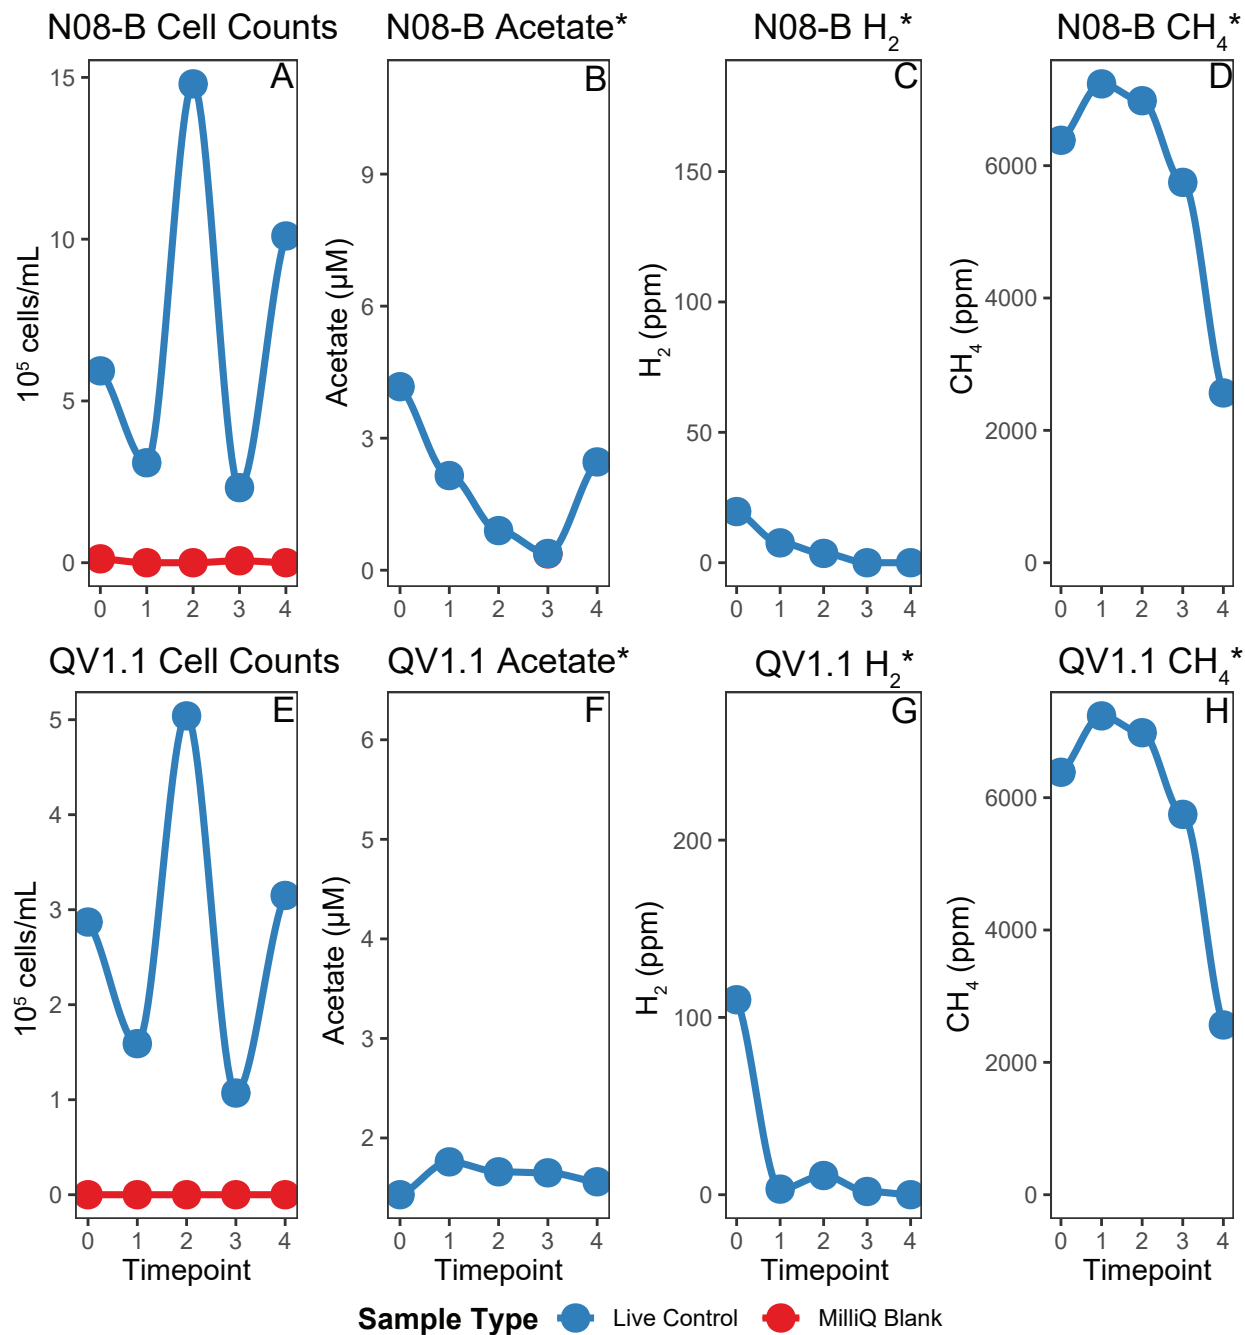 N08-B Cell Counts
N08-B Acetate*
N08-B H₂*
N08-B CH₄*
A
B
C
D
10⁵ cells/mL
15
10
5
0
0 1 2 3 4
Acetate (µM)
9
6
3
0
0 1 2 3 4
H₂ (ppm)
150
100
50
0
0 1 2 3 4
CH₄ (ppm)
6000
4000
2000
0
0 1 2 3 4
QV1.1 Cell Counts
QV1.1 Acetate*
QV1.1 H₂*
QV1.1 CH₄*
E
F
G
H
10⁵ cells/mL
5
4
3
2
1
0
0 1 2 3 4
Timepoint
Acetate (µM)
6
5
4
3
2
0 1 2 3 4
Timepoint
H₂ (ppm)
200
100
0
0 1 2 3 4
Timepoint
CH₄ (ppm)
6000
4000
2000
0
0 1 2 3 4
Timepoint
Sample Type Live Control MilliQ Blank